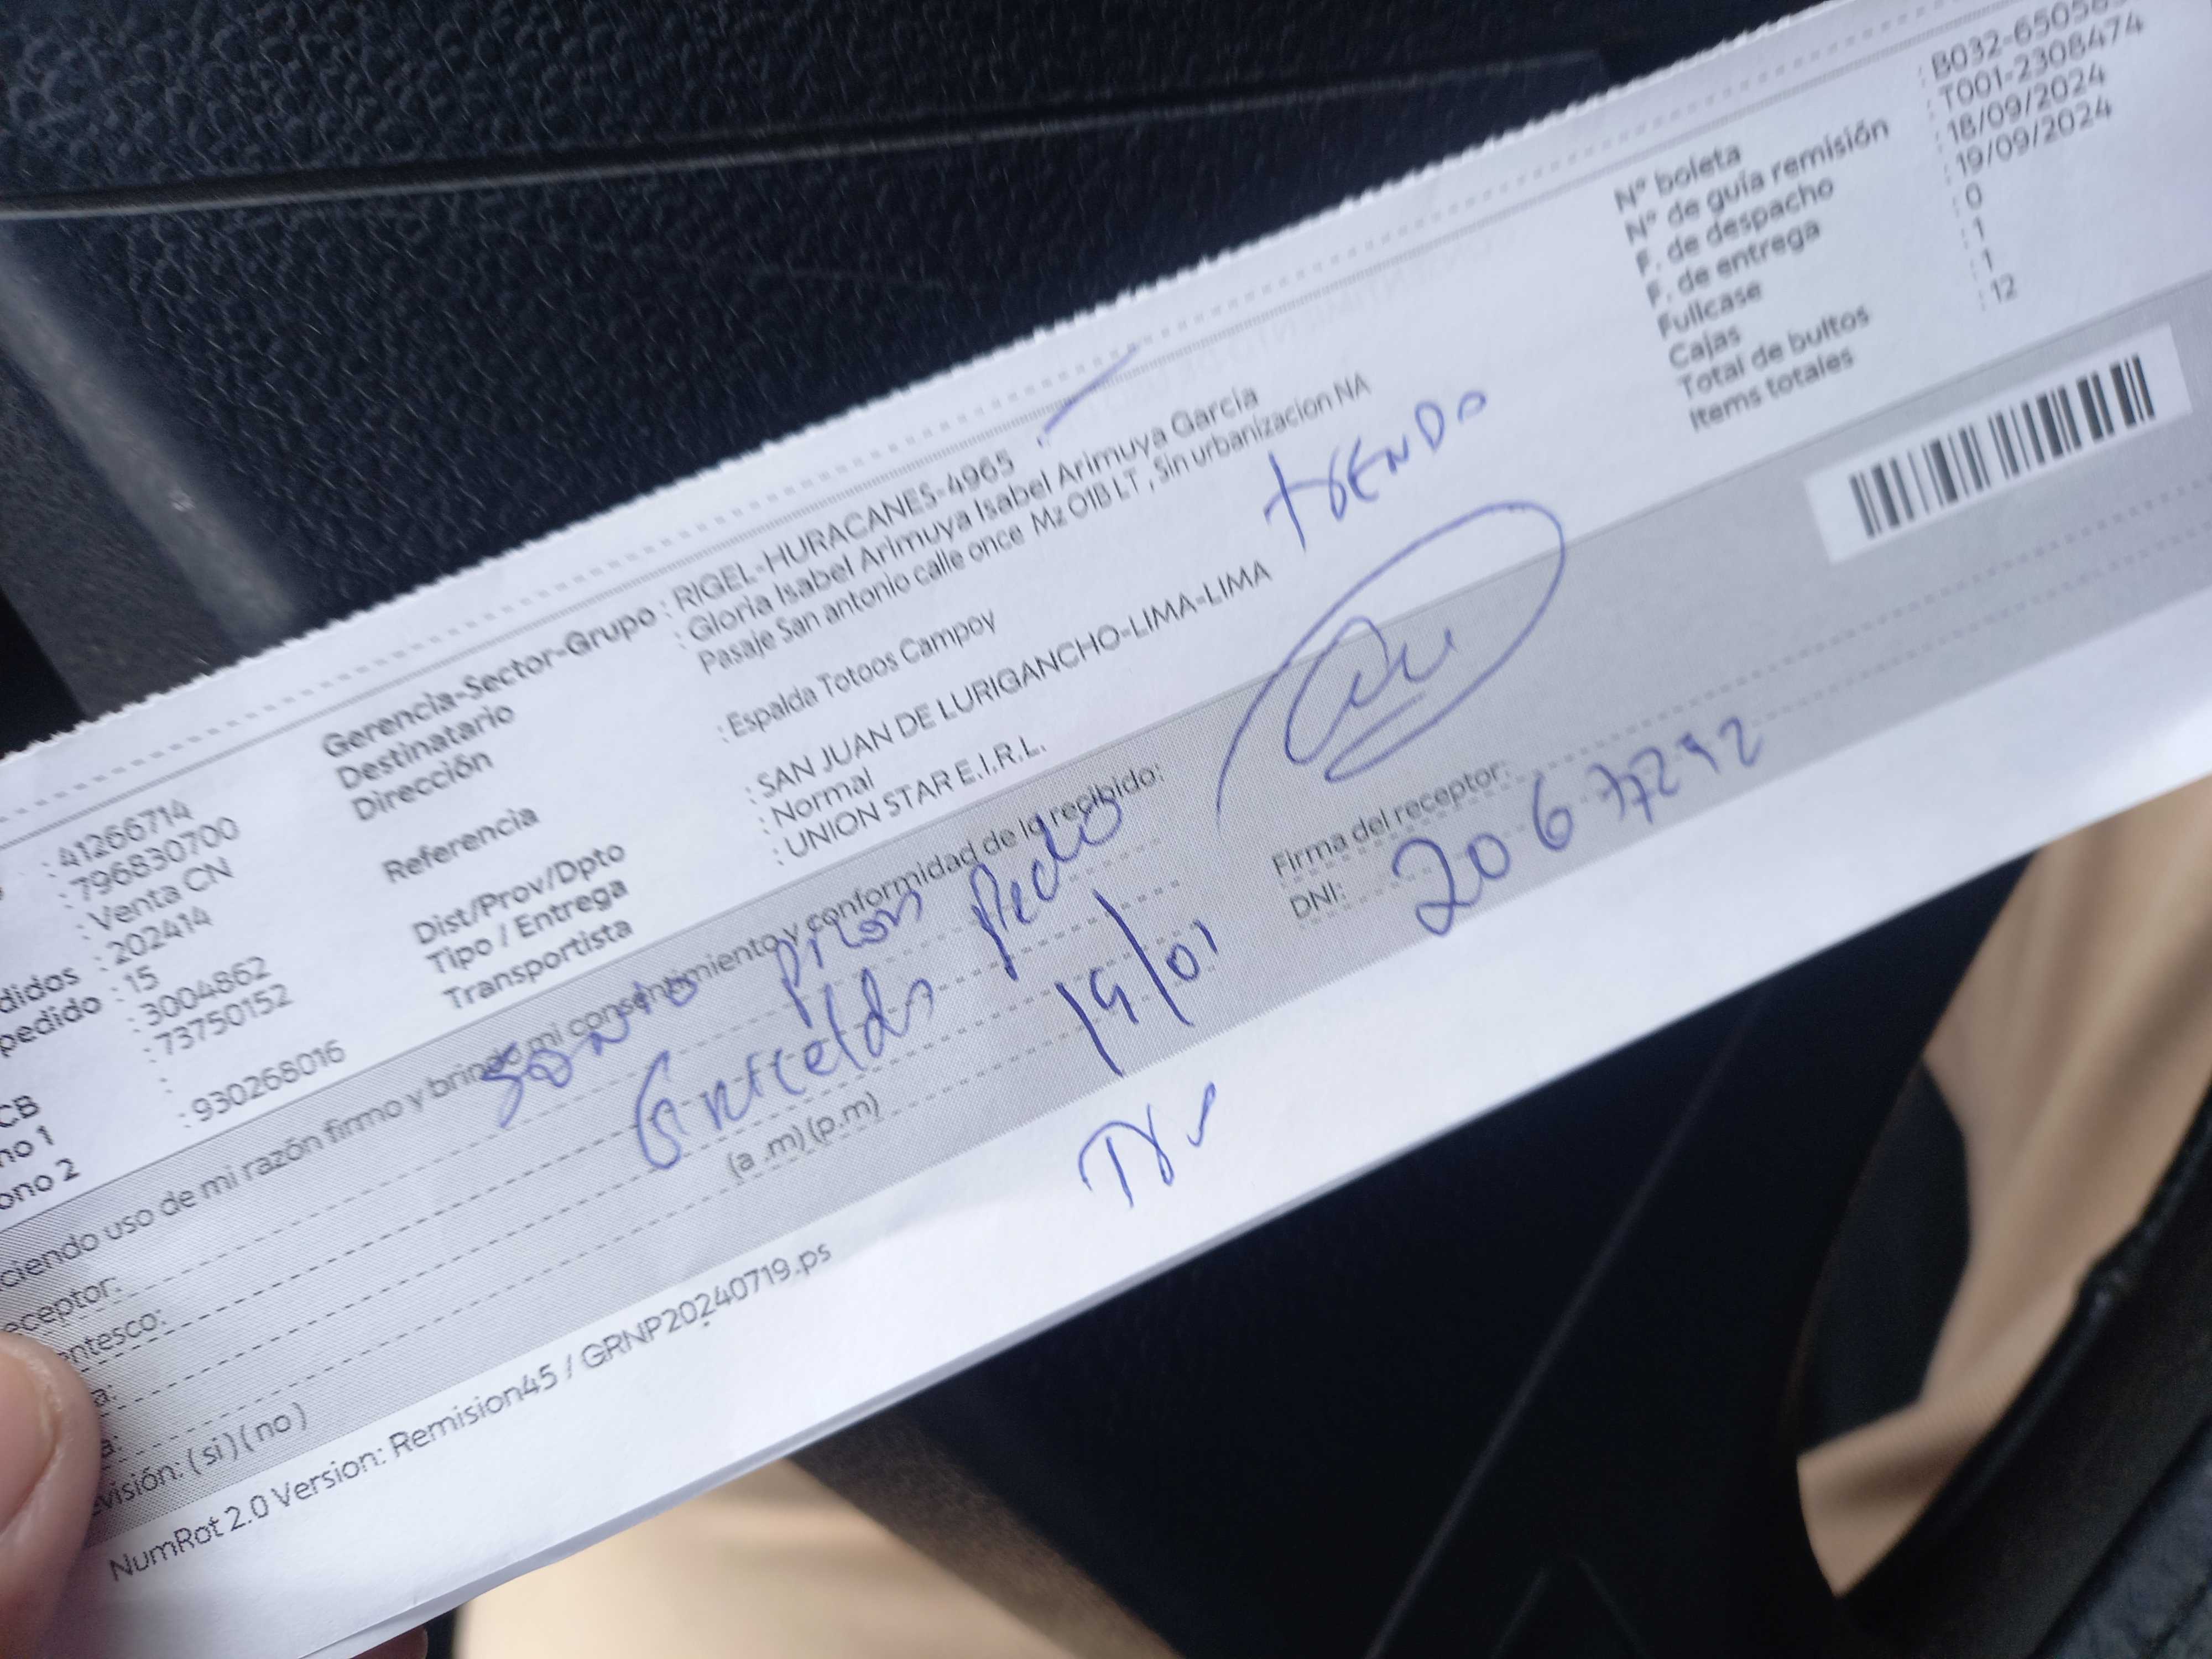 : 41266714
: 796830700
: Venta CN
didos : 202414
pedido : 15
: 3004862
: 73750152
CB :
no 1 : 930268016
ono 2
Gerencia-Sector-Grupo : RIGEL-HURACANES-4965
Destinatario : Gloria Isabel Arimuya Isabel Arimuya Garcia
Dirección Pasaje San antonio calle once Mz O1B LT , Sin urbanizacion NA
Referencia : Espalda Totoos Campoy
Dist/Prov/Dpto : SAN JUAN DE LURIGANCHO-LIMA-LIMA
Tipo / Entrega : Normal
Transportista : UNION STAR E.I.R.L.
N° boleta : B032-65058
N° de guía remisión : T001-2308474
F. de despacho : 18/09/2024
F. de entrega : 19/09/2024
Fullcase : 0
Cajas : 1
Total de bultos : 1
Items totales : 12
ciendo uso de mi razón firmo y brindo mi consentimiento y conformidad de lo recibido:
eceptor:
entesco:
a:
a: (a .m) (p.m)
evisión: ( si ) ( no )
19/01
Firma del receptor:
DNI: 20677292
NumRot 2.0 Version: Remision45 / GRNP20240719.ps